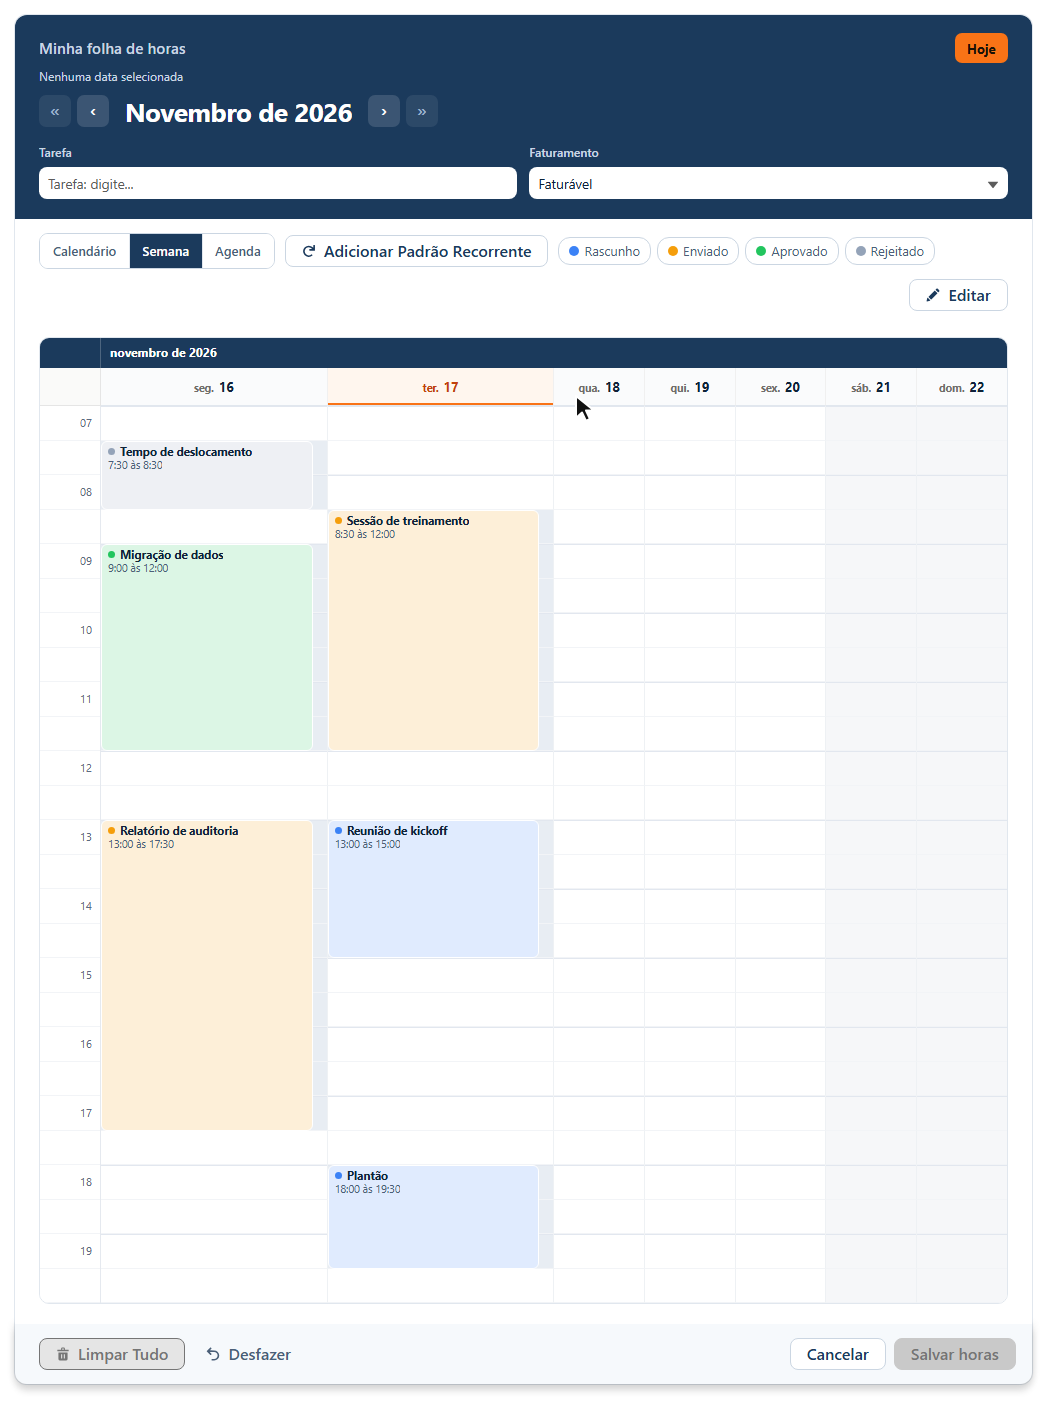 Minha folha de horas
Hoje
Nenhuma data selecionada
« ‹ Novembro de 2026 › »
Tarefa
Faturamento
Tarefa: digite...
Faturável
Calendário
Semana
Agenda
Adicionar Padrão Recorrente
Rascunho
Enviado
Aprovado
Rejeitado
Editar
novembro de 2026
seg. 16
ter. 17
qua. 18
qui. 19
sex. 20
sáb. 21
dom. 22
07
Tempo de deslocamento
7:30 às 8:30
08
Sessão de treinamento
8:30 às 12:00
09
Migração de dados
9:00 às 12:00
10
11
12
13
Relatório de auditoria
13:00 às 17:30
Reunião de kickoff
13:00 às 15:00
14
15
16
17
18
Plantão
18:00 às 19:30
19
Limpar Tudo
Desfazer
Cancelar
Salvar horas